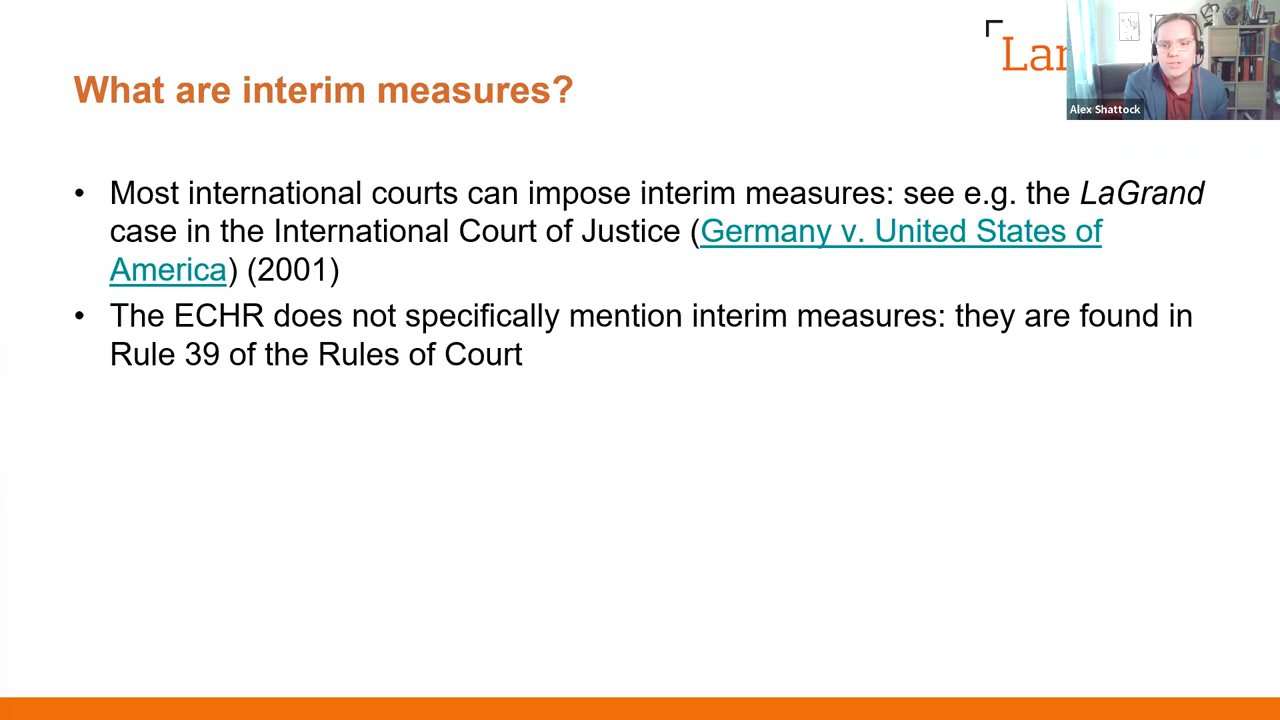 Lan
Alex Shattock
What are interim measures?
• Most international courts can impose interim measures: see e.g. the LaGrand
case in the International Court of Justice (Germany v. United States of
America) (2001)
• The ECHR does not specifically mention interim measures: they are found in
Rule 39 of the Rules of Court